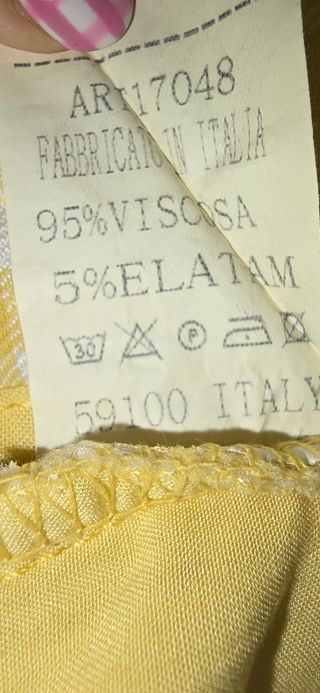 ART17048
FABBRICATO IN ITALIA
95%VISCOSA
5%ELATAM
30 P
59100 ITALY